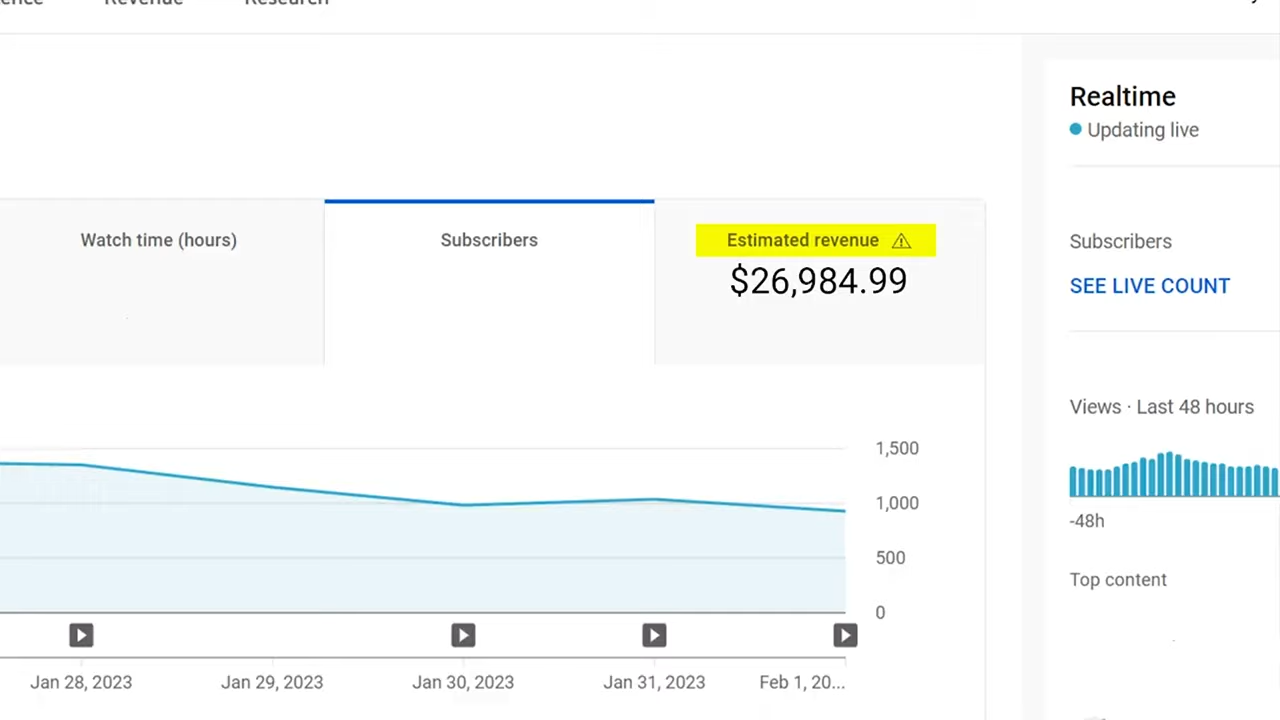 Revenue
Research
Realtime
Updating live
Watch time (hours)
Subscribers
Estimated revenue
$26,984.99
Subscribers
SEE LIVE COUNT
Views · Last 48 hours
-48h
Top content
1,500
1,000
500
0
Jan 28, 2023
Jan 29, 2023
Jan 30, 2023
Jan 31, 2023
Feb 1, 20...